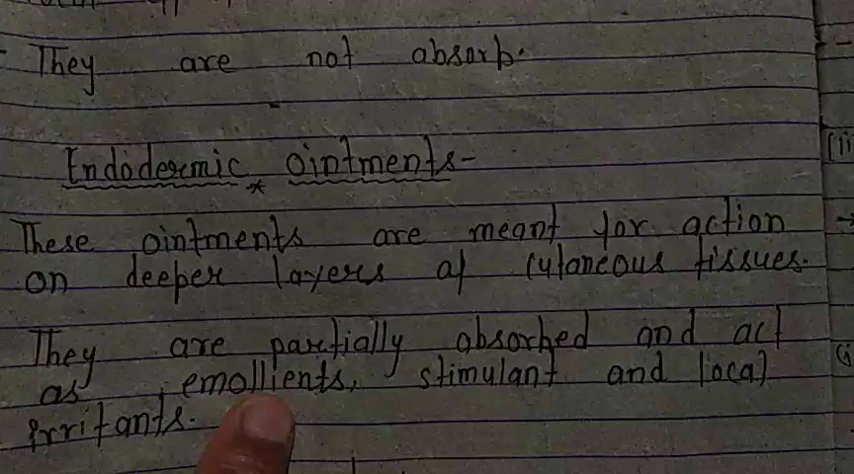 - They are not absorb.
Endodermic ointments-
These ointments are meant for action
on deeper layers of cutaneous tissues.
They are partially absorbed and act
as emollients, stimulant and local
irritants.
(ii